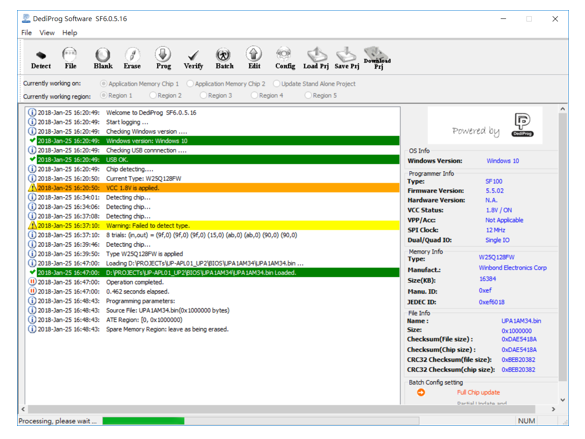 DediProg Software SF6.0.5.16
File View Help
Detect File Blank Erase Prog Verify Batch Edit Config Load Prj Save Prj Download Prj
Currently working on: Application Memory Chip 1 Application Memory Chip 2 Update Stand Alone Project
Currently working region: Region 1 Region 2 Region 3 Region 4 Region 5
2018-Jan-25 16:20:49: Welcome to DediProg SF6.0.5.16
2018-Jan-25 16:20:49: Start logging ...
2018-Jan-25 16:20:49: Checking Windows version ....
2018-Jan-25 16:20:49: Windows version: Windows 10
2018-Jan-25 16:20:49: Checking USB connnection ....
2018-Jan-25 16:20:49: USB OK.
2018-Jan-25 16:20:49: Chip detecting....
2018-Jan-25 16:20:50: Current Type: W25Q128FW
2018-Jan-25 16:20:50: VCC 1.8V is applied.
2018-Jan-25 16:34:01: Detecting chip...
2018-Jan-25 16:34:06: Detecting chip...
2018-Jan-25 16:37:08: Detecting chip...
2018-Jan-25 16:37:10: Warning: Failed to detect type.
2018-Jan-25 16:37:10: 8 trials: (in,out) = (9f,0) (9f,0) (9f,0) (15,0) (ab,0) (ab,0) (90,0) (90,0)
2018-Jan-25 16:39:46: Detecting chip...
2018-Jan-25 16:39:50: Type W25Q128FW is applied
2018-Jan-25 16:47:00: Loading D:\PROJECTs\UP-APL01_UP2\BIOS\UPA1AM34\UPA1AM34.bin ...
2018-Jan-25 16:47:00: D:\PROJECTs\UP-APL01_UP2\BIOS\UPA1AM34\UPA1AM34.bin Loaded.
2018-Jan-25 16:47:00: Operation completed.
2018-Jan-25 16:47:00: 0.462 seconds elapsed.
2018-Jan-25 16:48:43: Programming parameters:
2018-Jan-25 16:48:43: Source File: UPA1AM34.bin(0x1000000 bytes)
2018-Jan-25 16:48:43: ATE Region: [0, 0x1000000)
2018-Jan-25 16:48:43: Spare Memory Region: leave as being erased.
Powered by DediProg
OS Info
Windows Version: Windows 10
Programmer Info
Type: SF100
Firmware Version: 5.5.02
Hardware Version: N.A.
VCC Status: 1.8V / ON
VPP/Acc: Not Applicable
SPI Clock: 12 MHz
Dual/Quad IO: Single IO
Memory Info
Type: W25Q128FW
Manufact.: Winbond Electronics Corp
Size(KB): 16384
Manu. ID: 0xef
JEDEC ID: 0xef6018
File Info
Name : UPA1AM34.bin
Size: 0x1000000
Checksum(File size) : 0xDAE5418A
Checksum(Chip size) : 0xDAE5418A
CRC32 Checksum(file size): 0xBEB20382
CRC32 Checksum(chip size): 0xBEB20382
Batch Config setting
Full Chip update
Partial Update and
Processing, please wait ... NUM